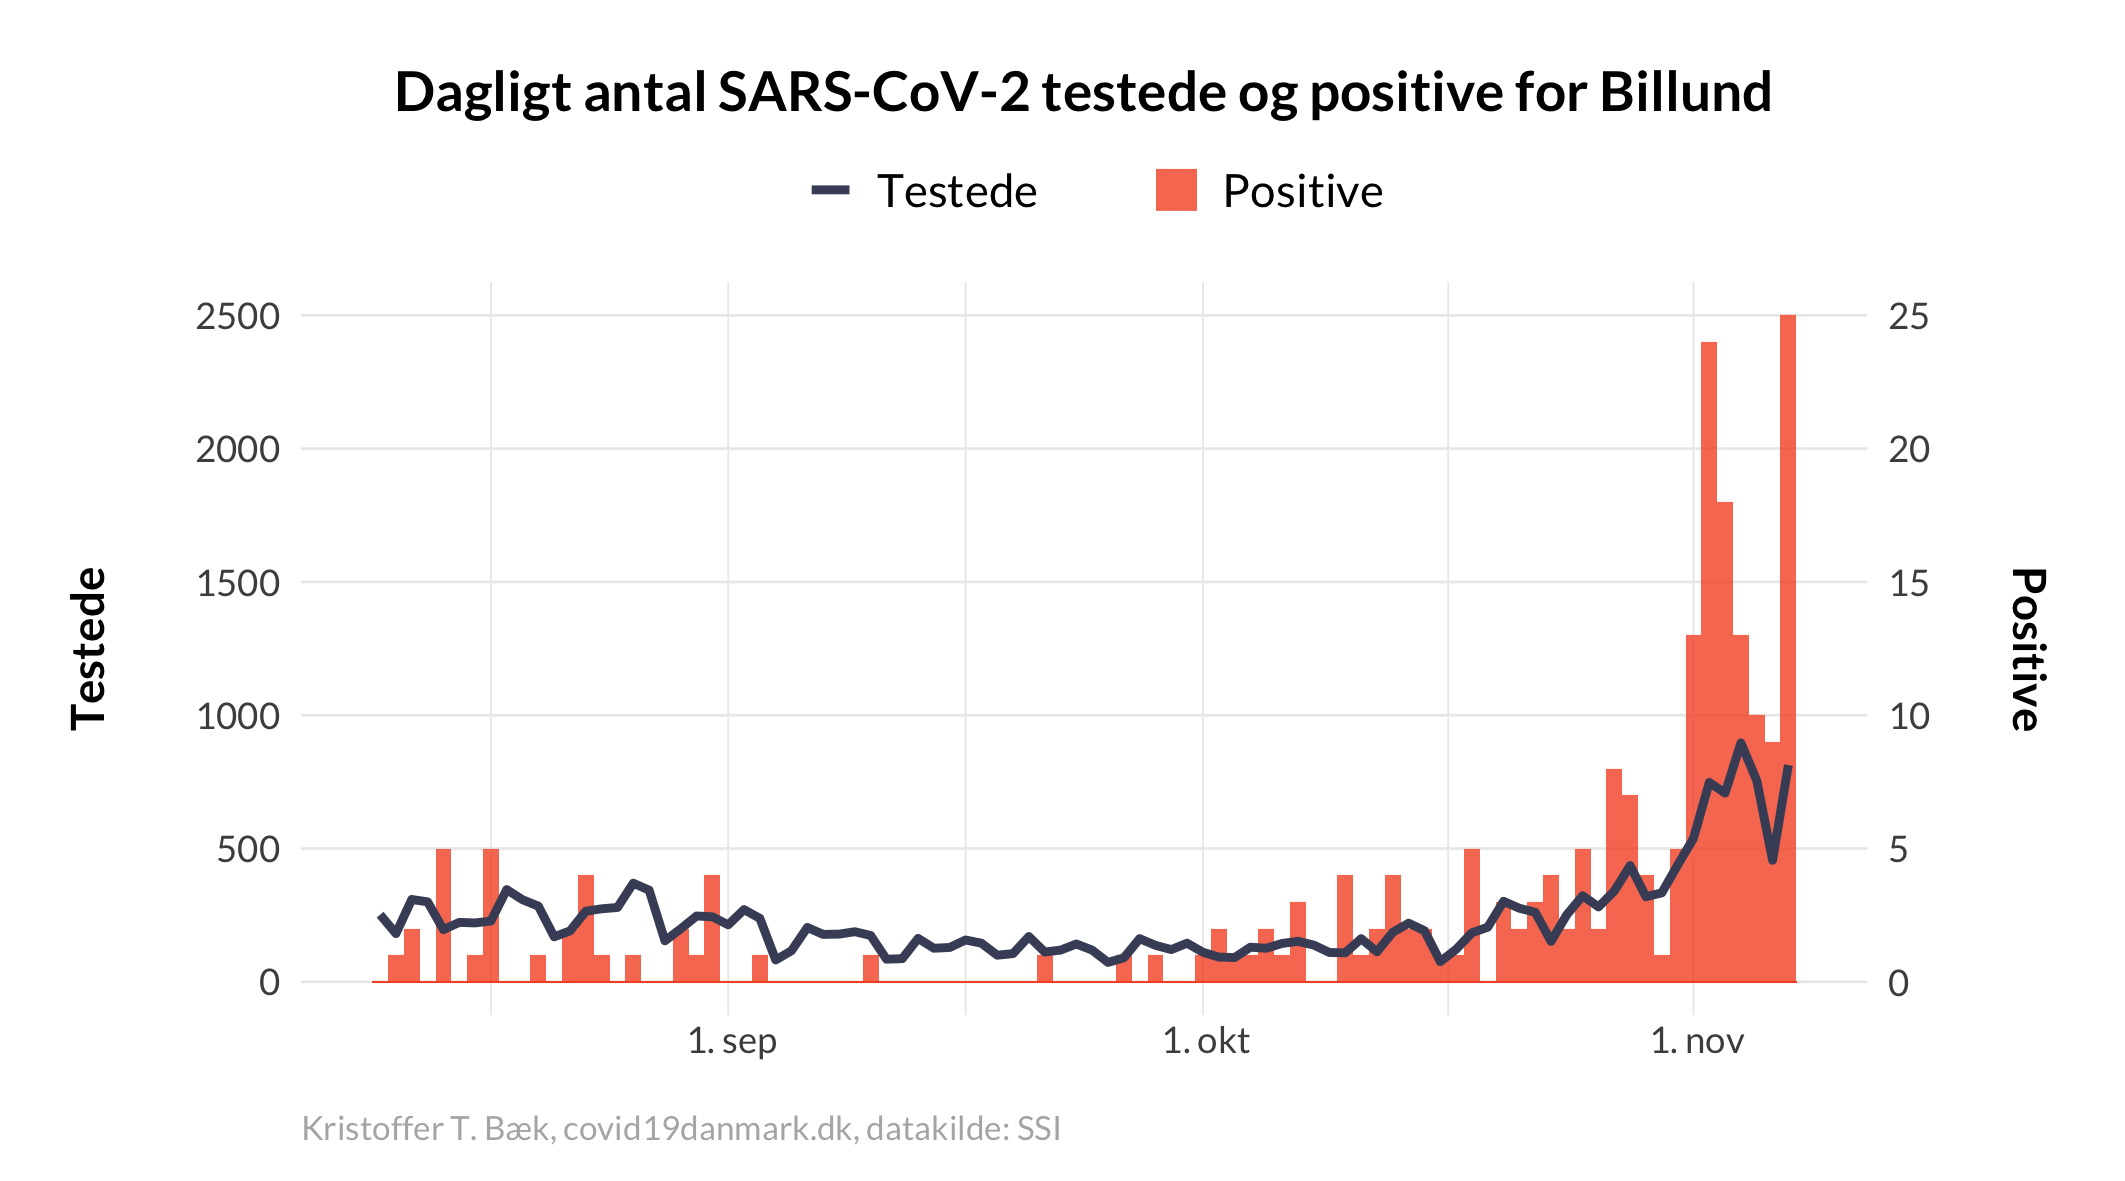 Dagligt antal SARS-CoV-2 testede og positive for Billund
Testede
Positive
2500
2000
1500
1000
500
0
Testede
25
20
15
10
5
0
Positive
1. sep
1. okt
1. nov
Kristoffer T. Bæk, covid19danmark.dk, datakilde: SSI